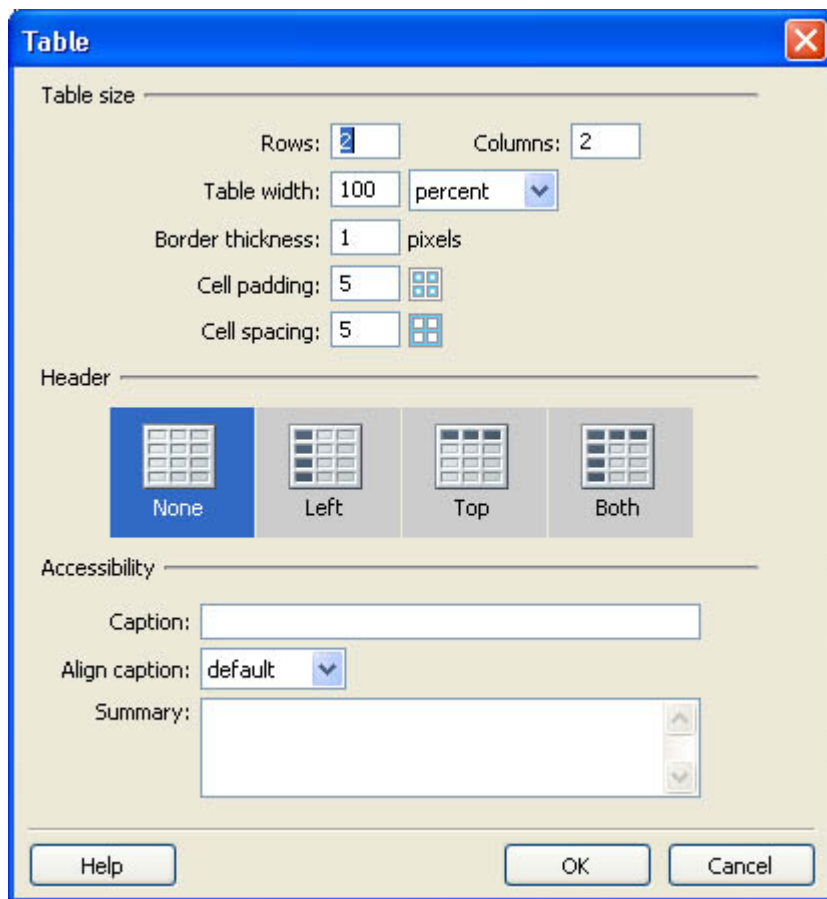 Table
Table size
Rows: 2 Columns: 2
Table width: 100 percent
Border thickness: 1 pixels
Cell padding: 5
Cell spacing: 5
Header
None Left Top Both
Accessibility
Caption:
Align caption: default
Summary:
Help OK Cancel